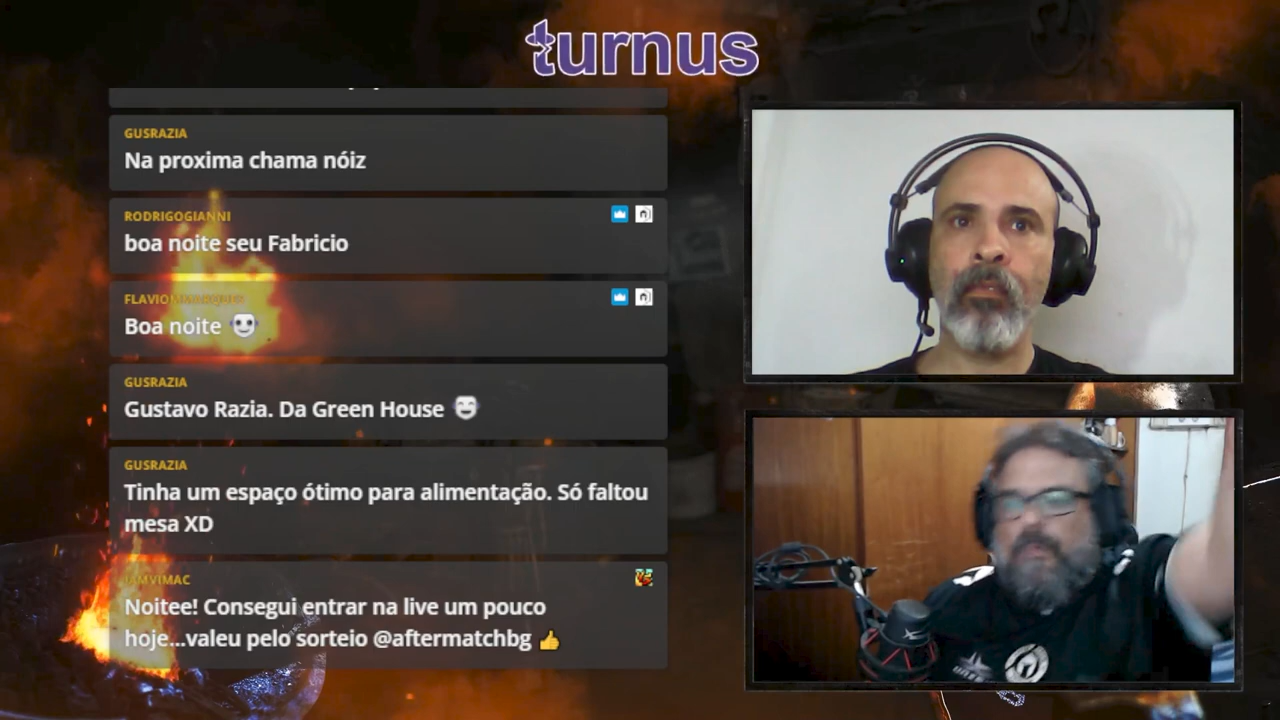 turnus
GUSRAZIA
Na proxima chama nóiz
RODRIGOGIANNI
boa noite seu Fabricio
Boa noite
GUSRAZIA
Gustavo Razia. Da Green House
GUSRAZIA
Tinha um espaço ótimo para alimentação. Só faltou
mesa XD
IAMVIMAC
Noitee! Consegui entrar na live um pouco
hoje...valeu pelo sorteio @aftermatchbg